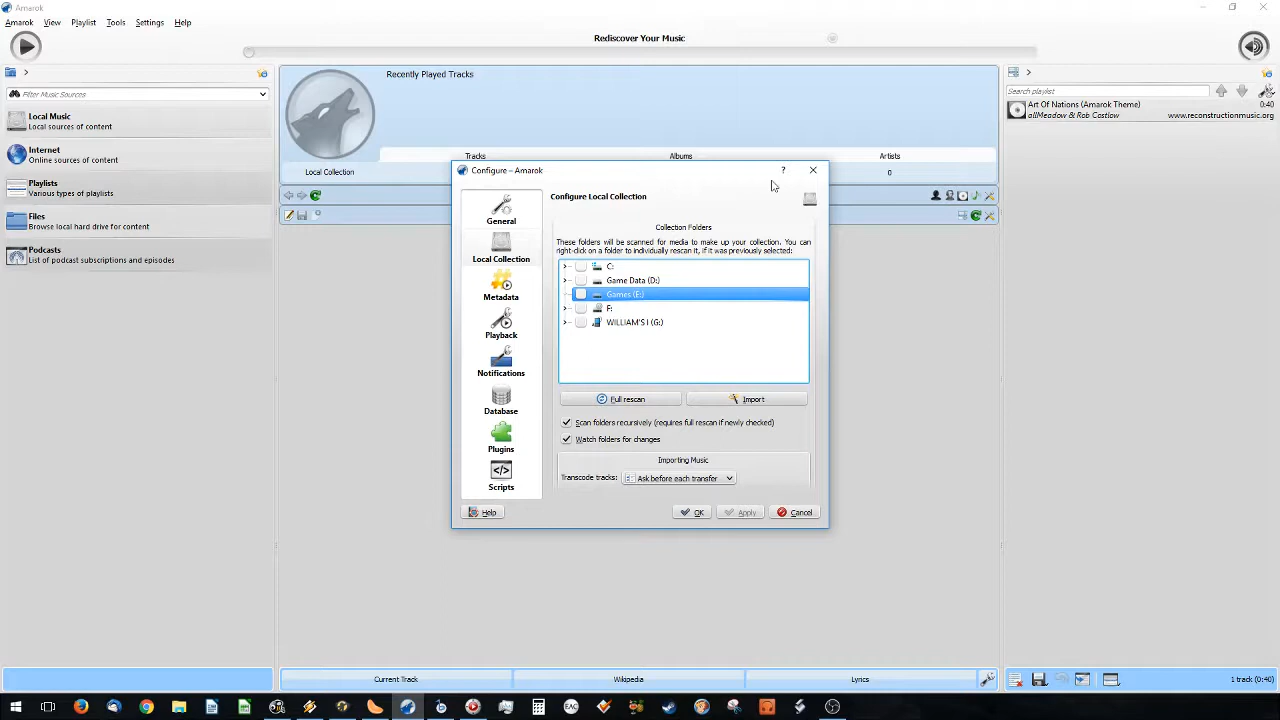 Amarok
Amarok View Playlist Tools Settings Help
Rediscover Your Music
Filter Music Sources
Local Music
Local sources of content
Internet
Online sources of content
Playlists
Various types of playlists
Files
Browse local hard drive for content
Podcasts
List of podcast subscriptions and episodes
Recently Played Tracks
Tracks Albums Artists
Local Collection 0
Search playlist
Art Of Nations (Amarok Theme) 0:40
allMeadow & Rob Costlow www.reconstructionmusic.org
Configure – Amarok ?
General
Local Collection
Metadata
Playback
Notifications
Database
Plugins
Scripts
Configure Local Collection
Collection Folders
These folders will be scanned for media to make up your collection. You can
right-click on a folder to individually rescan it, if it was previously selected:
C:
Game Data (D:)
Games (E:)
F:
WILLIAM'S I (G:)
Full rescan Import
Scan folders recursively (requires full rescan if newly checked)
Watch folders for changes
Importing Music
Transcode tracks: Ask before each transfer
Help OK Apply Cancel
Current Track Wikipedia Lyrics
1 track (0:40)
EAC